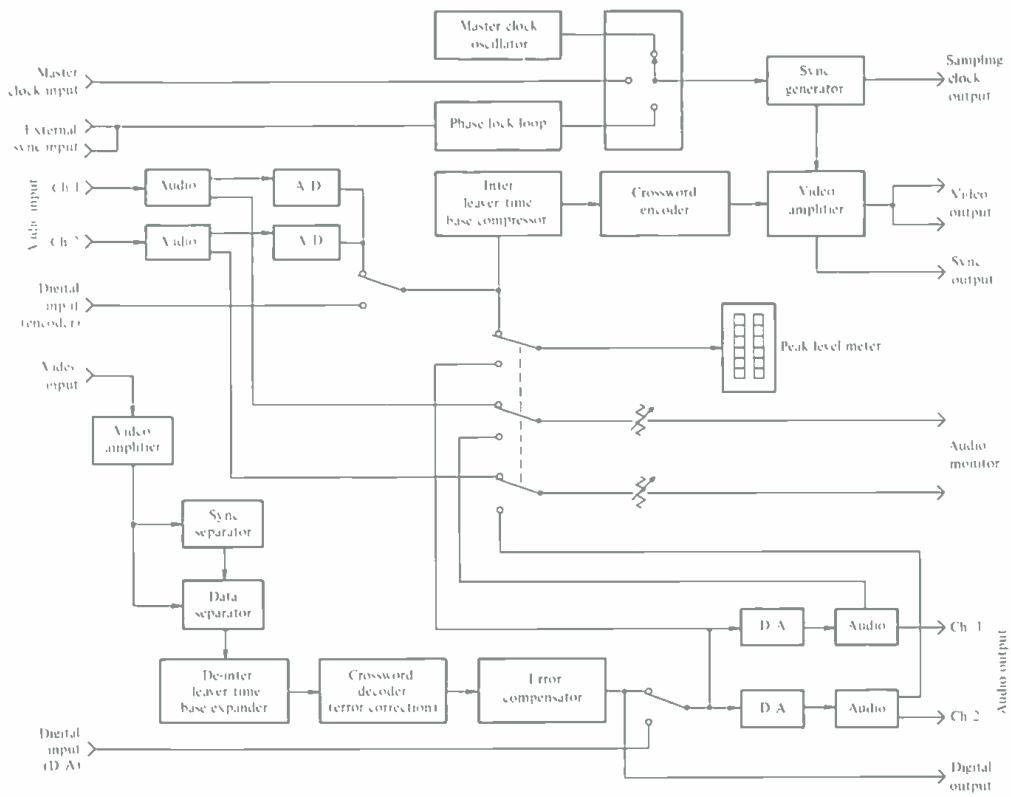 Master clock
oscillator
Master
clock input
Sync
generator
Sampling
clock
output
External
sync input
Phase lock loop
Ch 1
Audio
A/D
Inter
leaver time
base compressor
Crossword
encoder
Video
amplifier
Video
output
input
Ch 2
Audio
A/D
Sync
output
Digital
input
(encoder)
Peak level meter
Video
input
Video
amplifier
Audio
monitor
Sync
separator
Data
separator
D/A
Audio
Ch 1
De-inter
leaver time
base expander
Crossword
decoder
(error correction)
Error
compensator
D/A
Audio
Ch 2
Audio output
Digital
input
(D/A)
Digital
output